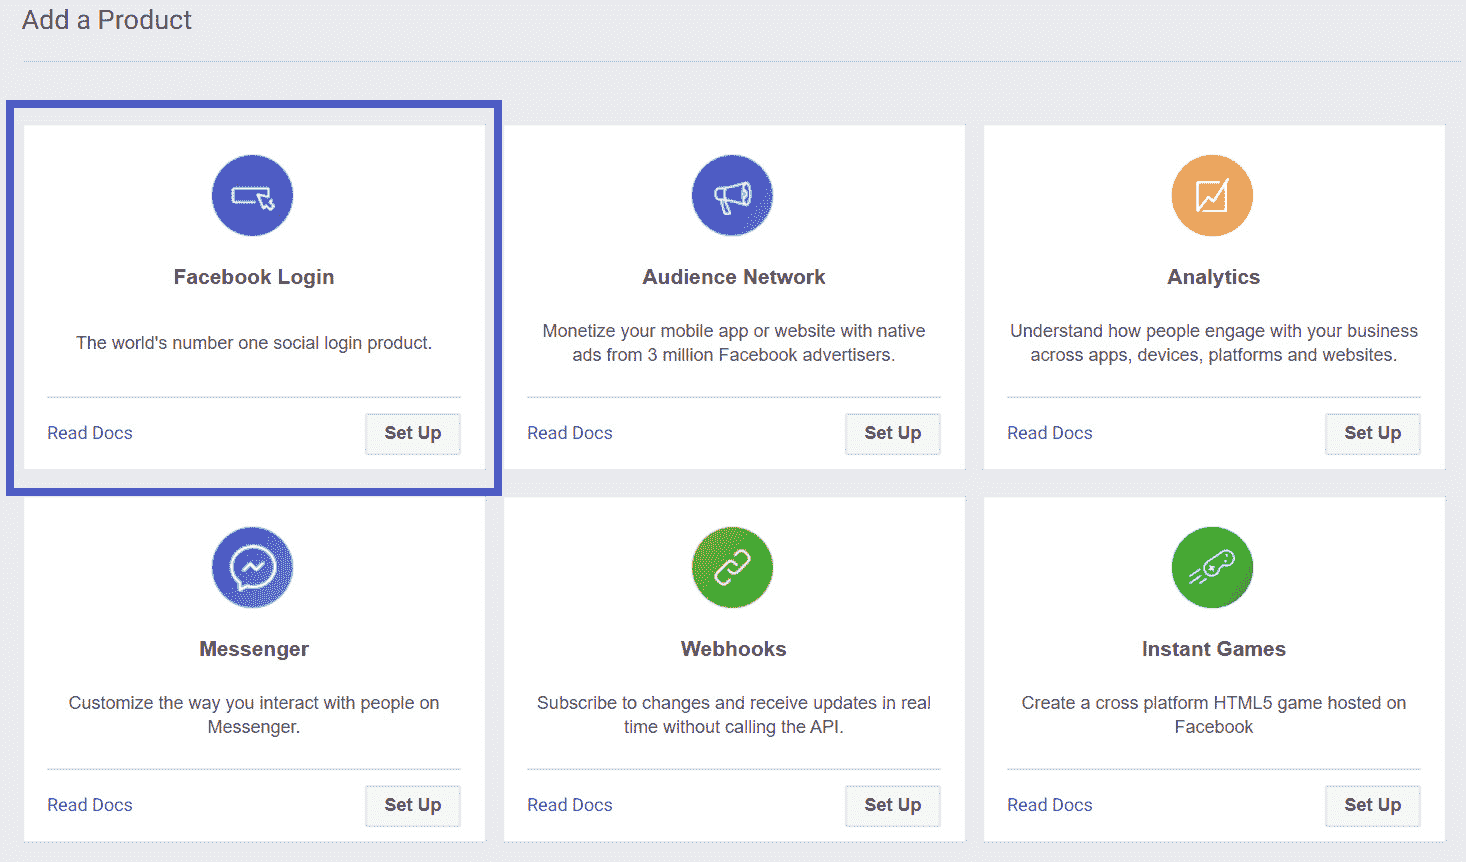 Add a Product
Facebook Login
The world's number one social login product.
Read Docs
Set Up
Audience Network
Monetize your mobile app or website with native
ads from 3 million Facebook advertisers.
Read Docs
Set Up
Analytics
Understand how people engage with your business
across apps, devices, platforms and websites.
Read Docs
Set Up
Messenger
Customize the way you interact with people on
Messenger.
Read Docs
Set Up
Webhooks
Subscribe to changes and receive updates in real
time without calling the API.
Read Docs
Set Up
Instant Games
Create a cross platform HTML5 game hosted on
Facebook
Read Docs
Set Up